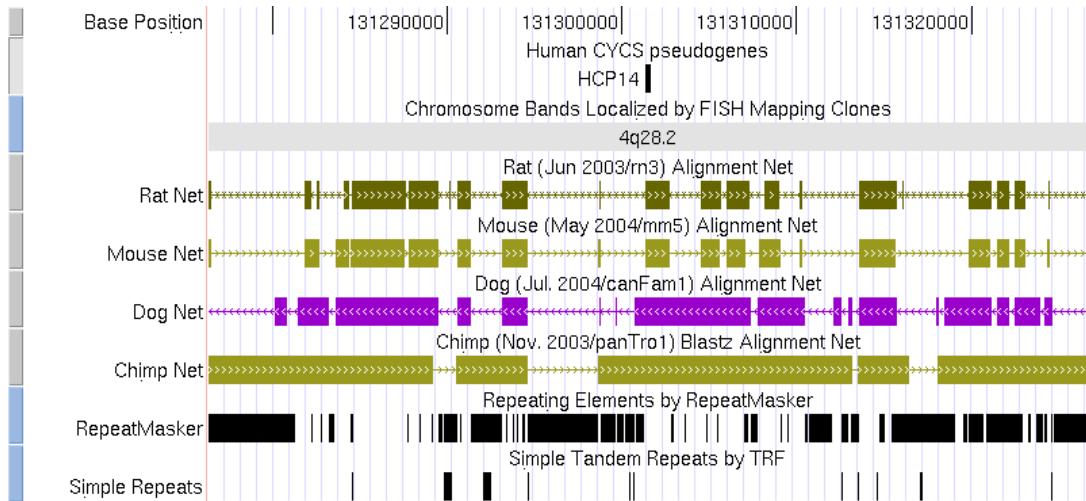 Base Position 131290000 131300000 131310000 131320000
Human CYCS pseudogenes
HCP14
Chromosome Bands Localized by FISH Mapping Clones
4q28.2
Rat (Jun 2003/rn3) Alignment Net
Rat Net
Mouse (May 2004/mm5) Alignment Net
Mouse Net
Dog (Jul. 2004/canFam1) Alignment Net
Dog Net
Chimp (Nov. 2003/panTro1) Blastz Alignment Net
Chimp Net
Repeating Elements by RepeatMasker
RepeatMasker
Simple Tandem Repeats by TRF
Simple Repeats